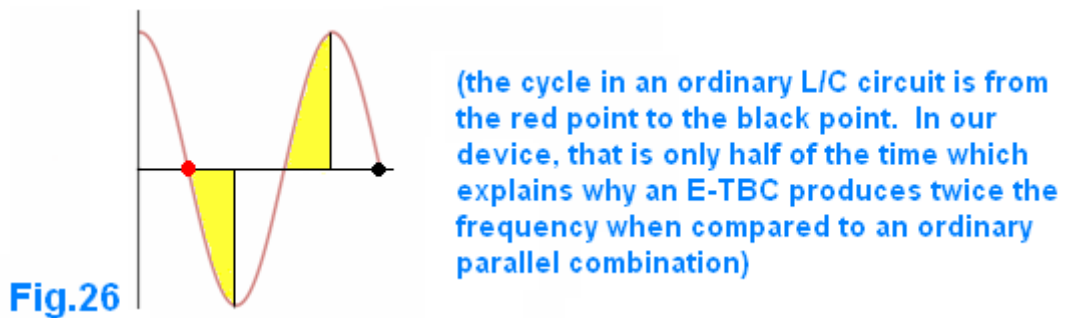 (the cycle in an ordinary L/C circuit is from
the red point to the black point. In our
device, that is only half of the time which
explains why an E-TBC produces twice the
frequency when compared to an ordinary
parallel combination)
Fig.26